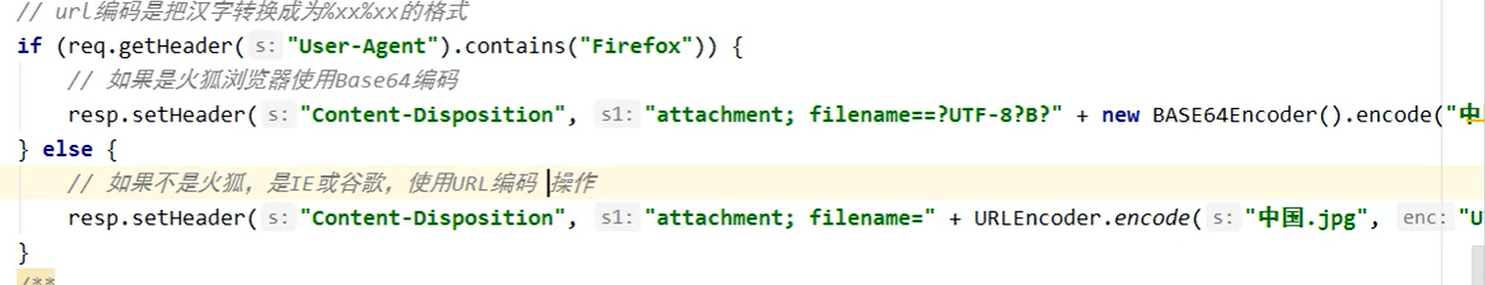 // url编码是把汉字转换成为%xx%xx的格式
if (req.getHeader( s: "User-Agent").contains("Firefox")) {
// 如果是火狐浏览器使用Base64编码
resp.setHeader( s: "Content-Disposition", s1: "attachment; filename==?UTF-8?B?" + new BASE64Encoder().encode("中
} else {
// 如果不是火狐，是IE或谷歌，使用URL编码 操作
resp.setHeader( s: "Content-Disposition", s1: "attachment; filename=" + URLEncoder.encode( s: "中国.jpg", enc: "U
}
/**